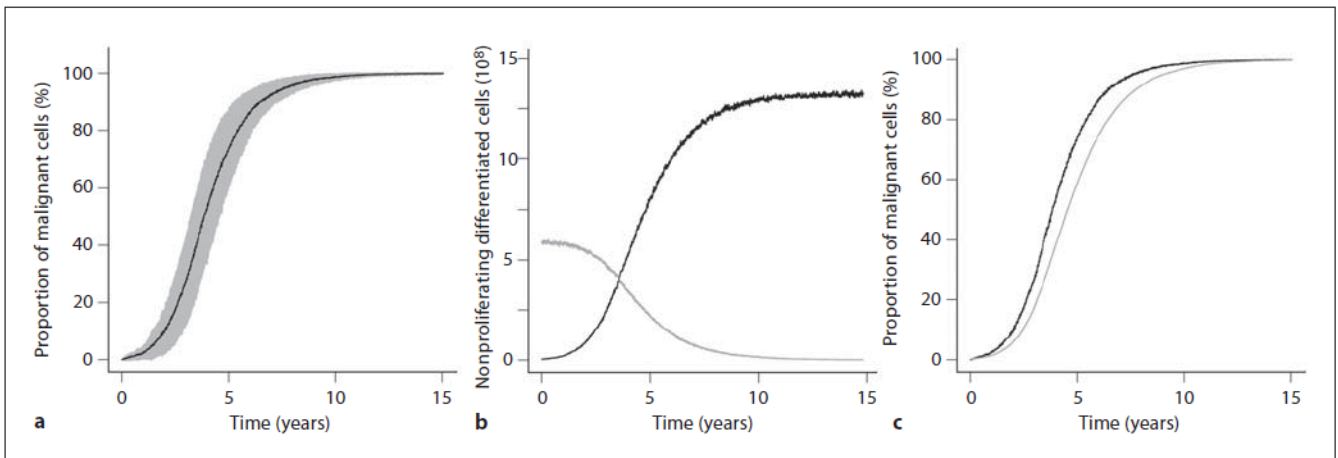 Proportion of malignant cells (%)
100
80
60
40
20
0
0 5 10 15
Time (years)
a
Nonproliferating differentiated cells (10⁸)
15
10
5
0
0 5 10 15
Time (years)
b
Proportion of malignant cells (%)
100
80
60
40
20
0
0 5 10 15
Time (years)
c